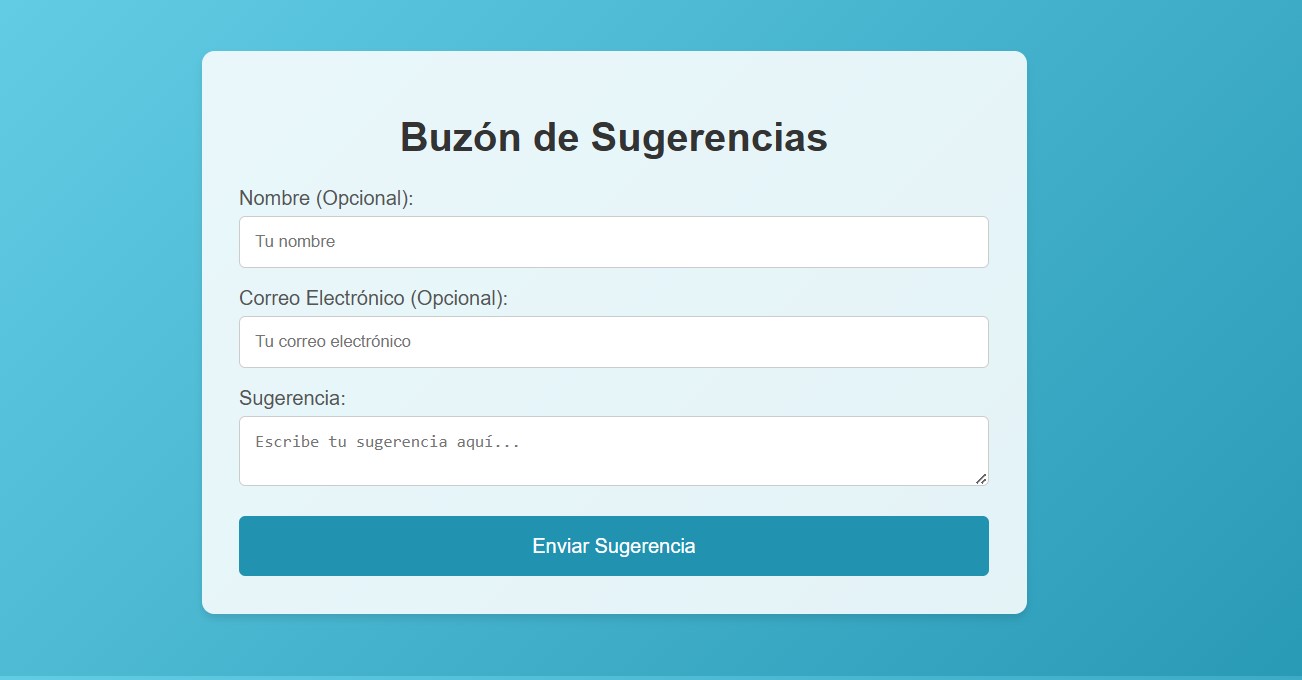 Buzón de Sugerencias
Nombre (Opcional):
Tu nombre
Correo Electrónico (Opcional):
Tu correo electrónico
Sugerencia:
Escribe tu sugerencia aquí...
Enviar Sugerencia